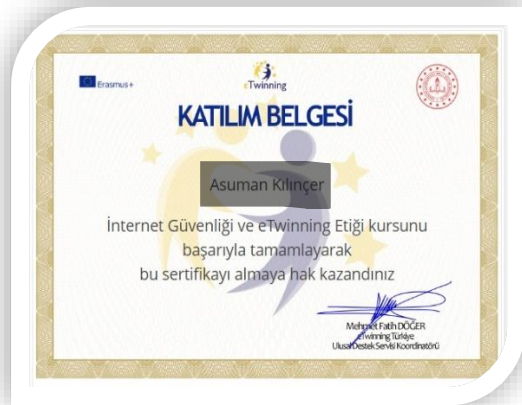 Erasmus+
eTwinning
KATILIM BELGESİ
Asuman Kılınçer
İnternet Güvenliği ve eTwinning Etiği kursunu
başarıyla tamamlayarak
bu sertifikayı almaya hak kazandınız
Mehmet Fatih DÖĞER
eTwinning Türkiye
Ulusal Destek Servisi Koordinatörü